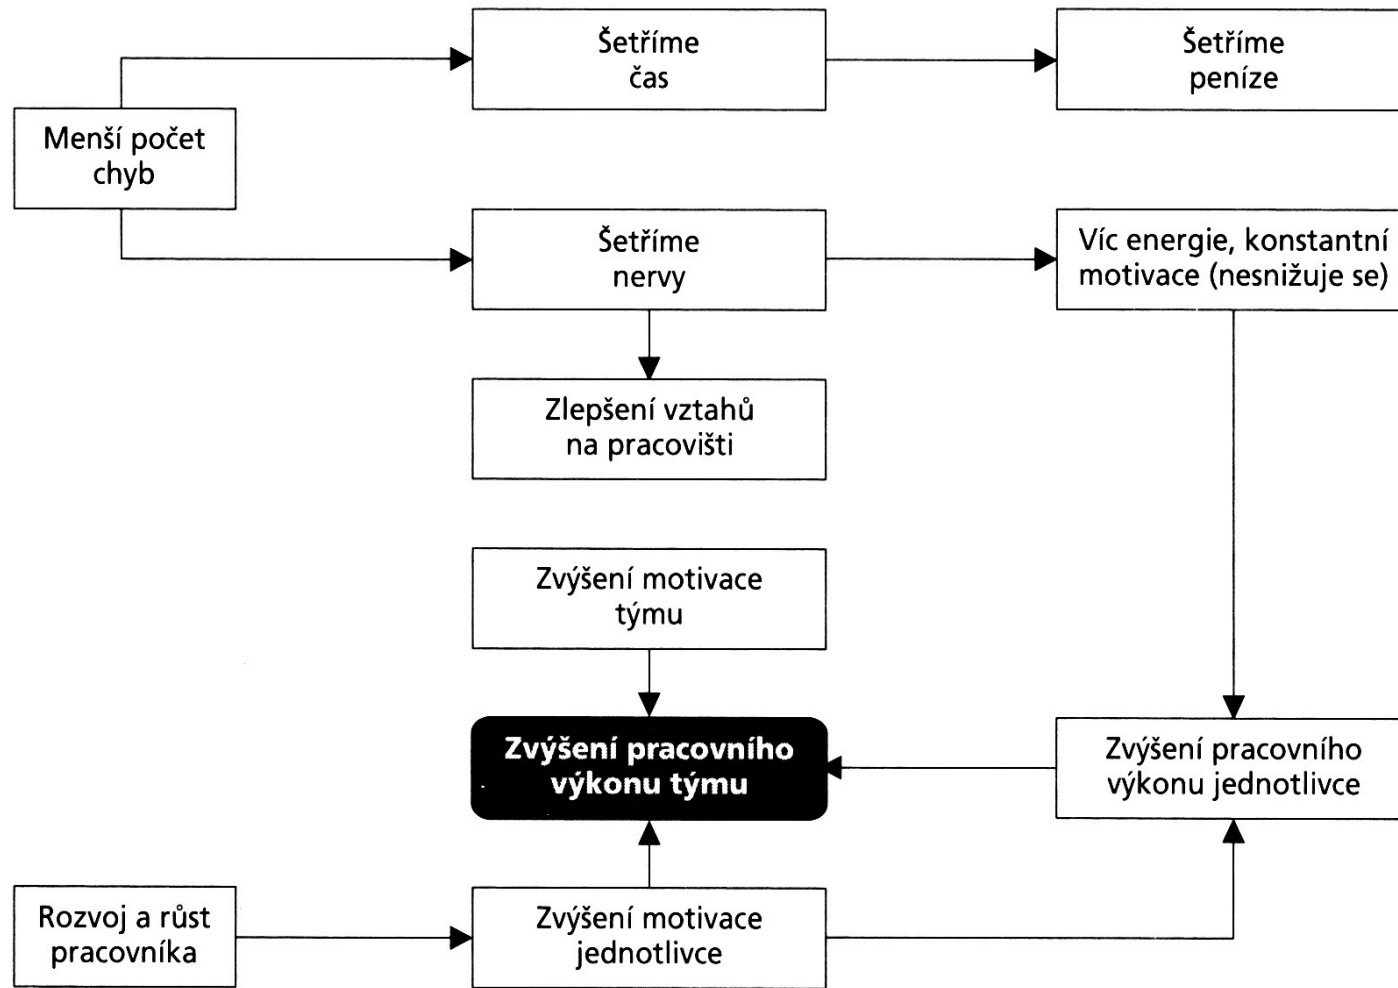 Šetříme
čas
Šetříme
peníze
Menší počet
chyb
Šetříme
nervy
Víc energie, konstantní
motivace (nesnižuje se)
Zlepšení vztahů
na pracovišti
Zvýšení motivace
týmu
Zvýšení pracovního
výkonu týmu
Zvýšení pracovního
výkonu jednotlivce
Rozvoj a růst
pracovníka
Zvýšení motivace
jednotlivce